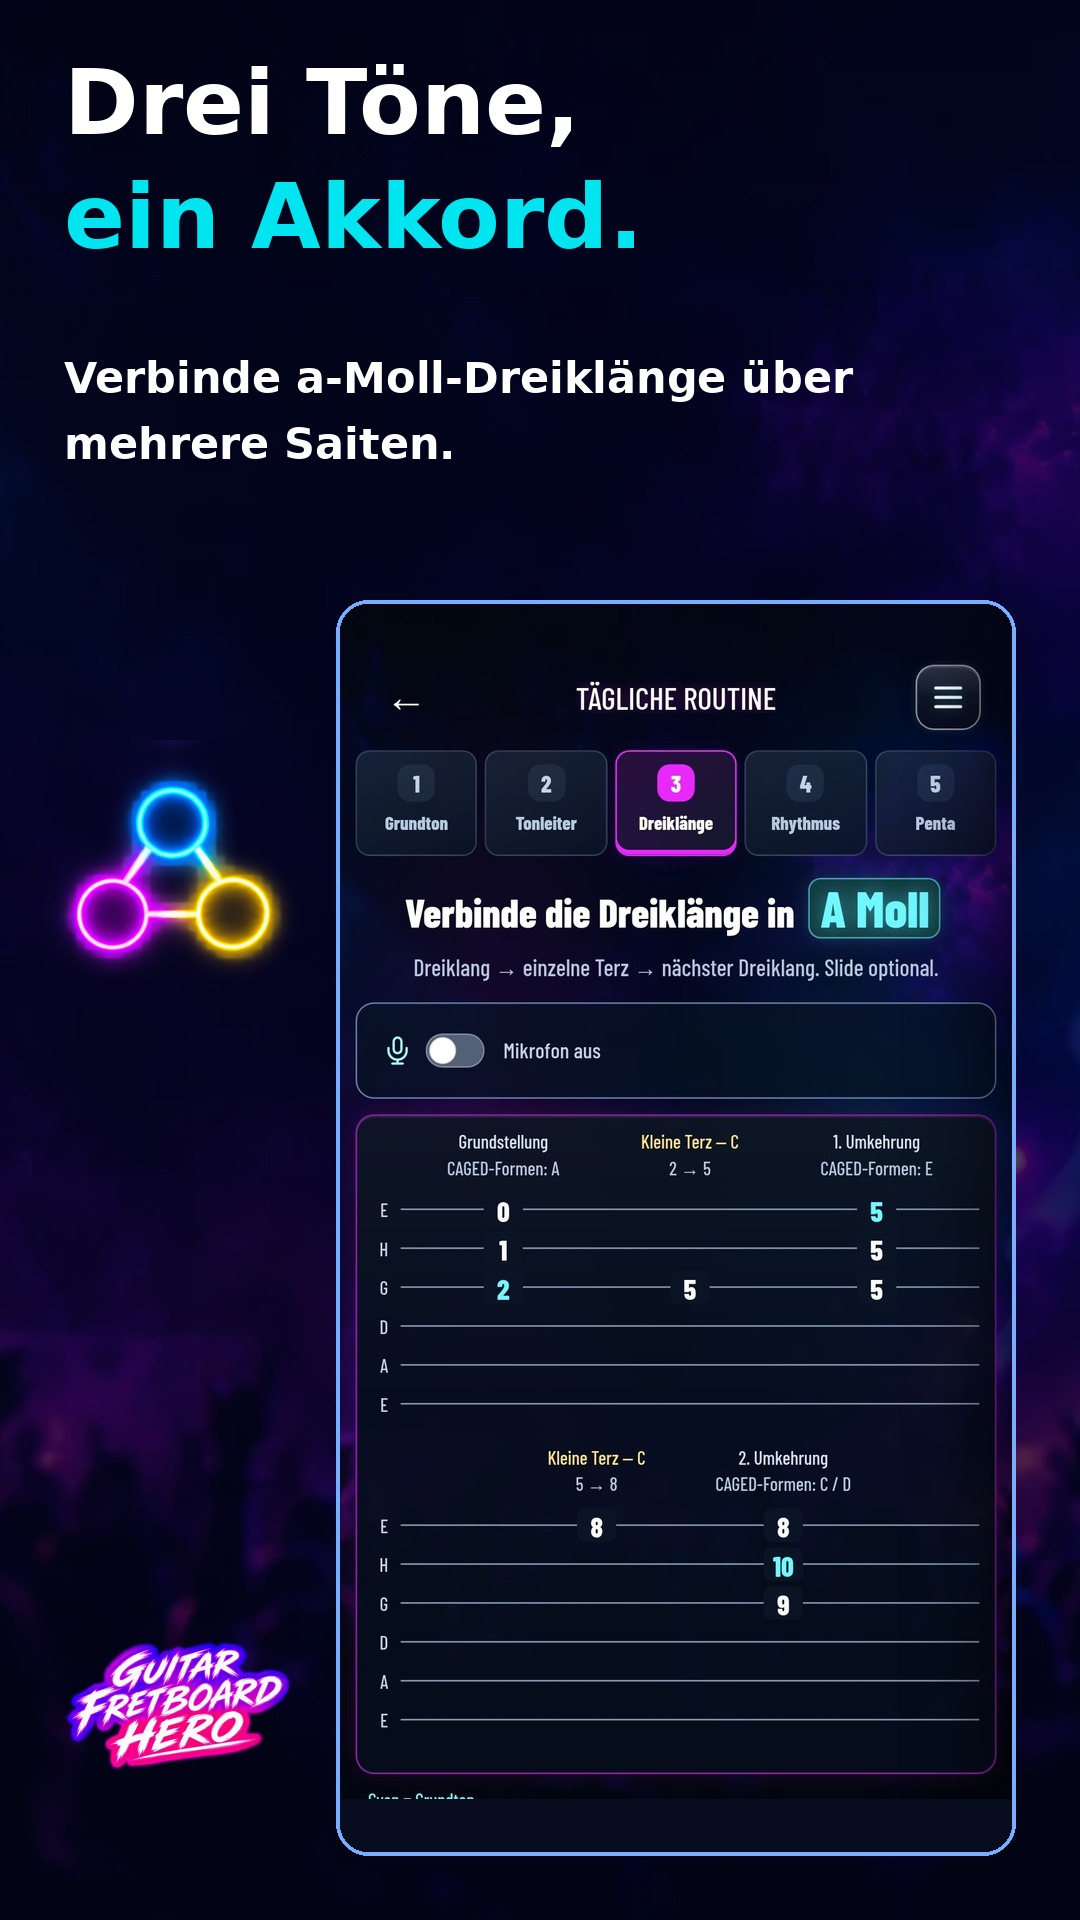 Drei Töne,
ein Akkord.
Verbinde a-Moll-Dreiklänge über
mehrere Saiten.
← TÄGLICHE ROUTINE
1 2 3 4 5
Grundton Tonleiter Dreiklänge Rhythmus Penta
Verbinde die Dreiklänge in A Moll
Dreiklang → einzelne Terz → nächster Dreiklang. Slide optional.
Mikrofon aus
Grundstellung Kleine Terz – C 1. Umkehrung
CAGED-Formen: A 2 → 5 CAGED-Formen: E
E 0 5
H 1 5
G 2 5 5
D
A
E
Kleine Terz – C 2. Umkehrung
5 → 8 CAGED-Formen: C / D
E 8 8
H 10
G 9
D
A
E
Cyan = Grundton
GUITAR
FRETBOARD
HERO